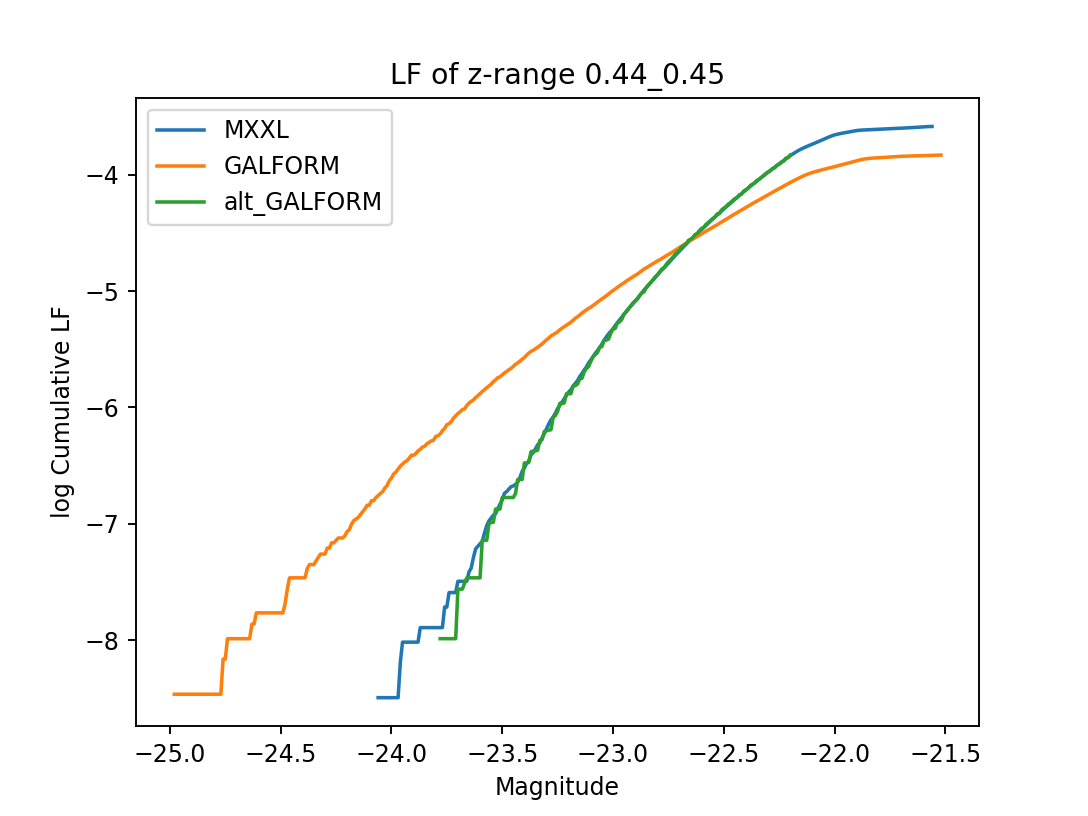 LF of z-range 0.44_0.45
MXXL
GALFORM
alt_GALFORM
−4
−5
−6
−7
−8
log Cumulative LF
−25.0 −24.5 −24.0 −23.5 −23.0 −22.5 −22.0 −21.5
Magnitude